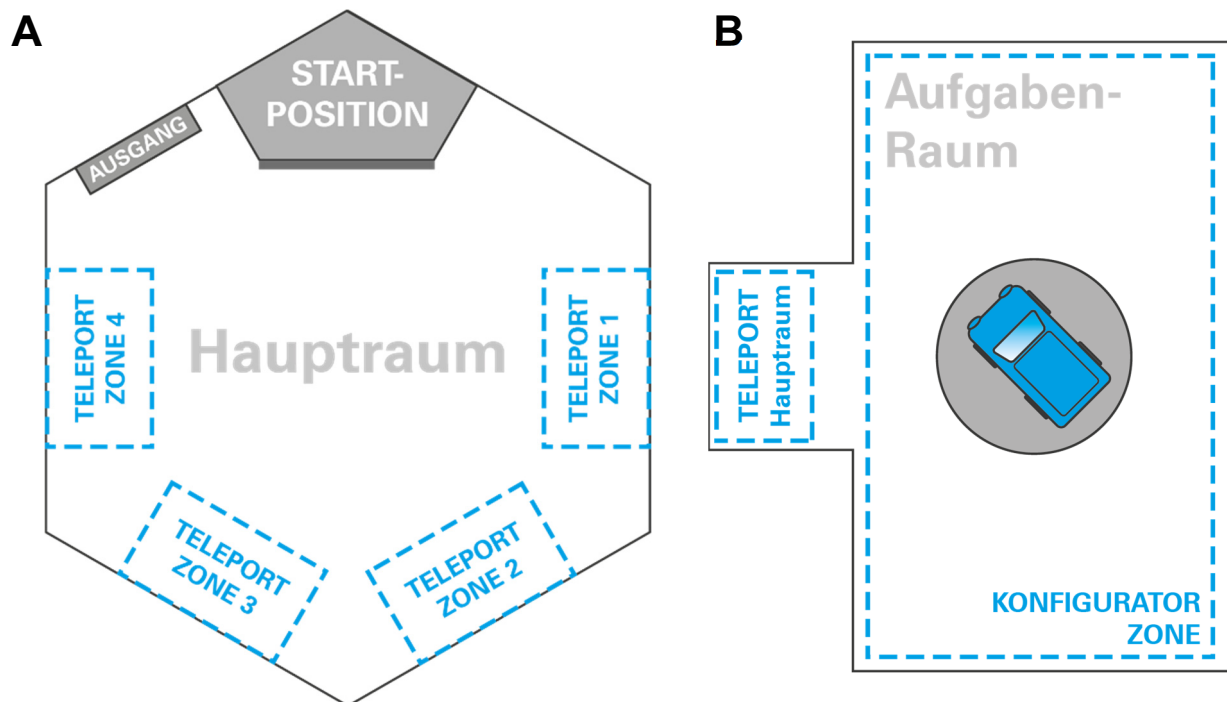 A
START-
POSITION
AUSGANG
TELEPORT
ZONE 4
Hauptraum
TELEPORT
ZONE 1
TELEPORT
ZONE 3
TELEPORT
ZONE 2
B
Aufgaben-
Raum
TELEPORT
Hauptraum
KONFIGURATOR
ZONE